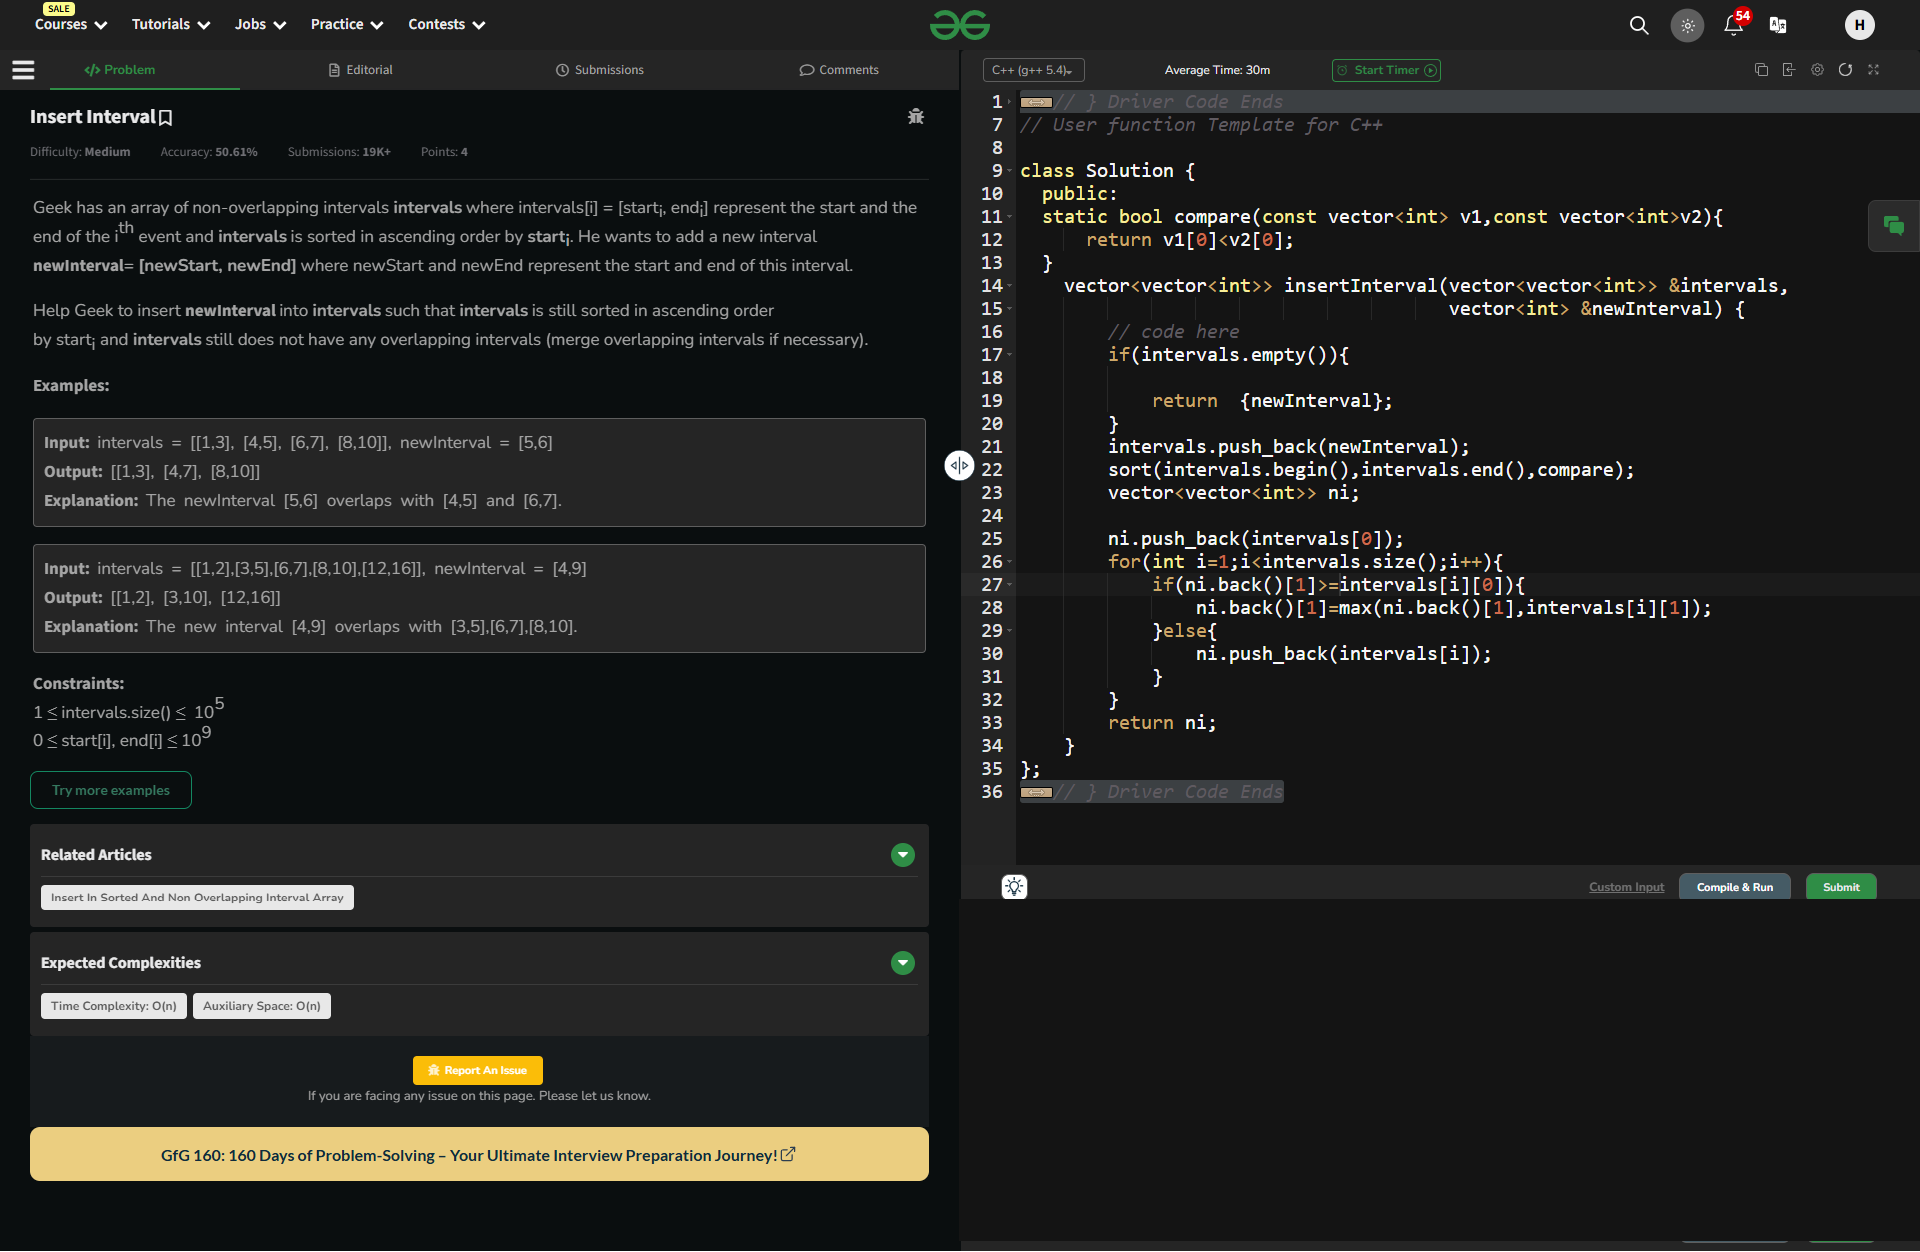 SALE
Courses Tutorials Jobs Practice Contests
54
H
Problem Editorial Submissions Comments
Insert Interval
Difficulty: Medium Accuracy: 50.61% Submissions: 19K+ Points: 4
Geek has an array of non-overlapping intervals intervals where intervals[i] = [starti, endi] represent the start and the
end of the ith event and intervals is sorted in ascending order by starti. He wants to add a new interval
newInterval= [newStart, newEnd] where newStart and newEnd represent the start and end of this interval.
Help Geek to insert newInterval into intervals such that intervals is still sorted in ascending order
by starti and intervals still does not have any overlapping intervals (merge overlapping intervals if necessary).
Examples:
Input: intervals = [[1,3], [4,5], [6,7], [8,10]], newInterval = [5,6]
Output: [[1,3], [4,7], [8,10]]
Explanation: The newInterval [5,6] overlaps with [4,5] and [6,7].
Input: intervals = [[1,2],[3,5],[6,7],[8,10],[12,16]], newInterval = [4,9]
Output: [[1,2], [3,10], [12,16]]
Explanation: The new interval [4,9] overlaps with [3,5],[6,7],[8,10].
Constraints:
1 ≤ intervals.size() ≤ 10^5
0 ≤ start[i], end[i] ≤ 10^9
Try more examples
Related Articles
Insert In Sorted And Non Overlapping Interval Array
Expected Complexities
Time Complexity: O(n) Auxiliary Space: O(n)
Report An Issue
If you are facing any issue on this page. Please let us know.
GfG 160: 160 Days of Problem-Solving – Your Ultimate Interview Preparation Journey!
C++ (g++ 5.4) Average Time: 30m Start Timer
1 // } Driver Code Ends
7 // User function Template for C++
8
9 class Solution {
10 public:
11 static bool compare(const vector<int> v1,const vector<int>v2){
12 return v1[0]<v2[0];
13 }
14 vector<vector<int>> insertInterval(vector<vector<int>> &intervals,
15 vector<int> &newInterval) {
16 // code here
17 if(intervals.empty()){
18
19 return {newInterval};
20 }
21 intervals.push_back(newInterval);
22 sort(intervals.begin(),intervals.end(),compare);
23 vector<vector<int>> ni;
24
25 ni.push_back(intervals[0]);
26 for(int i=1;i<intervals.size();i++){
27 if(ni.back()[1]>=intervals[i][0]){
28 ni.back()[1]=max(ni.back()[1],intervals[i][1]);
29 }else{
30 ni.push_back(intervals[i]);
31 }
32 }
33 return ni;
34 }
35 };
36 // } Driver Code Ends
Custom Input Compile & Run Submit